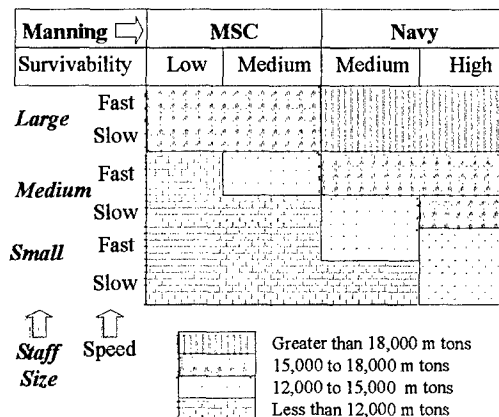 Manning MSC Navy
Survivability Low Medium Medium High
Large Fast
Slow
Medium Fast
Slow
Small Fast
Slow
Staff Size Speed
Greater than 18,000 m tons
15,000 to 18,000 m tons
12,000 to 15,000 m tons
Less than 12,000 m tons